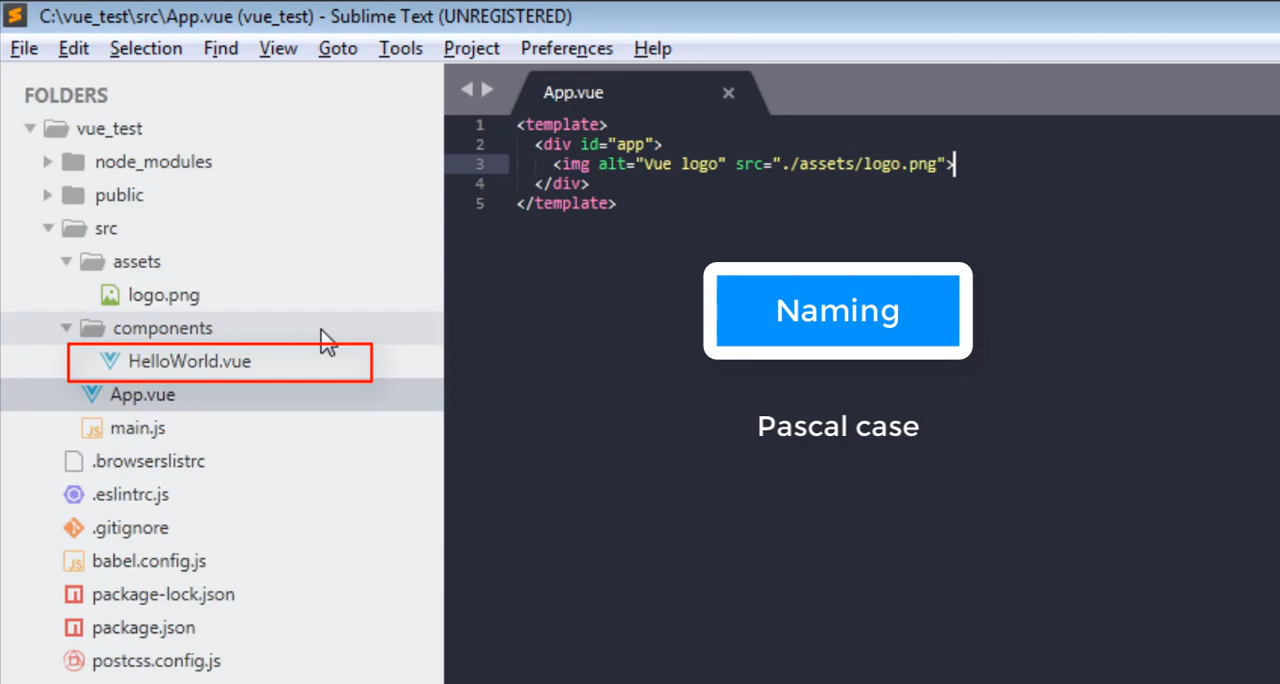 C:\vue_test\src\App.vue (vue_test) - Sublime Text (UNREGISTERED)
File Edit Selection Find View Goto Tools Project Preferences Help
FOLDERS
vue_test
node_modules
public
src
assets
logo.png
components
HelloWorld.vue
App.vue
main.js
.browserslistrc
.eslintrc.js
.gitignore
babel.config.js
package-lock.json
package.json
postcss.config.js
App.vue
1 <template>
2 <div id="app">
3 <img alt="Vue logo" src="./assets/logo.png">
4 </div>
5 </template>
Naming
Pascal case